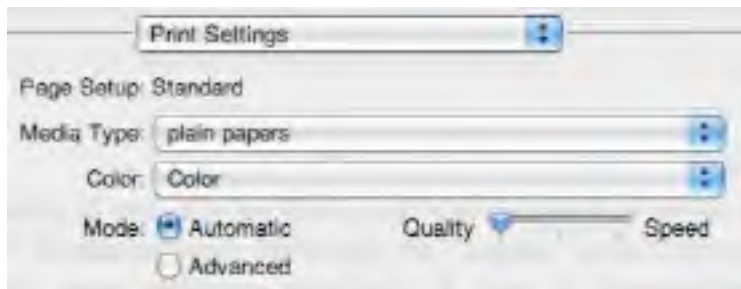 Print Settings
Page Setup: Standard
Media Type: plain papers
Color: Color
Mode: Automatic Quality Speed
Advanced